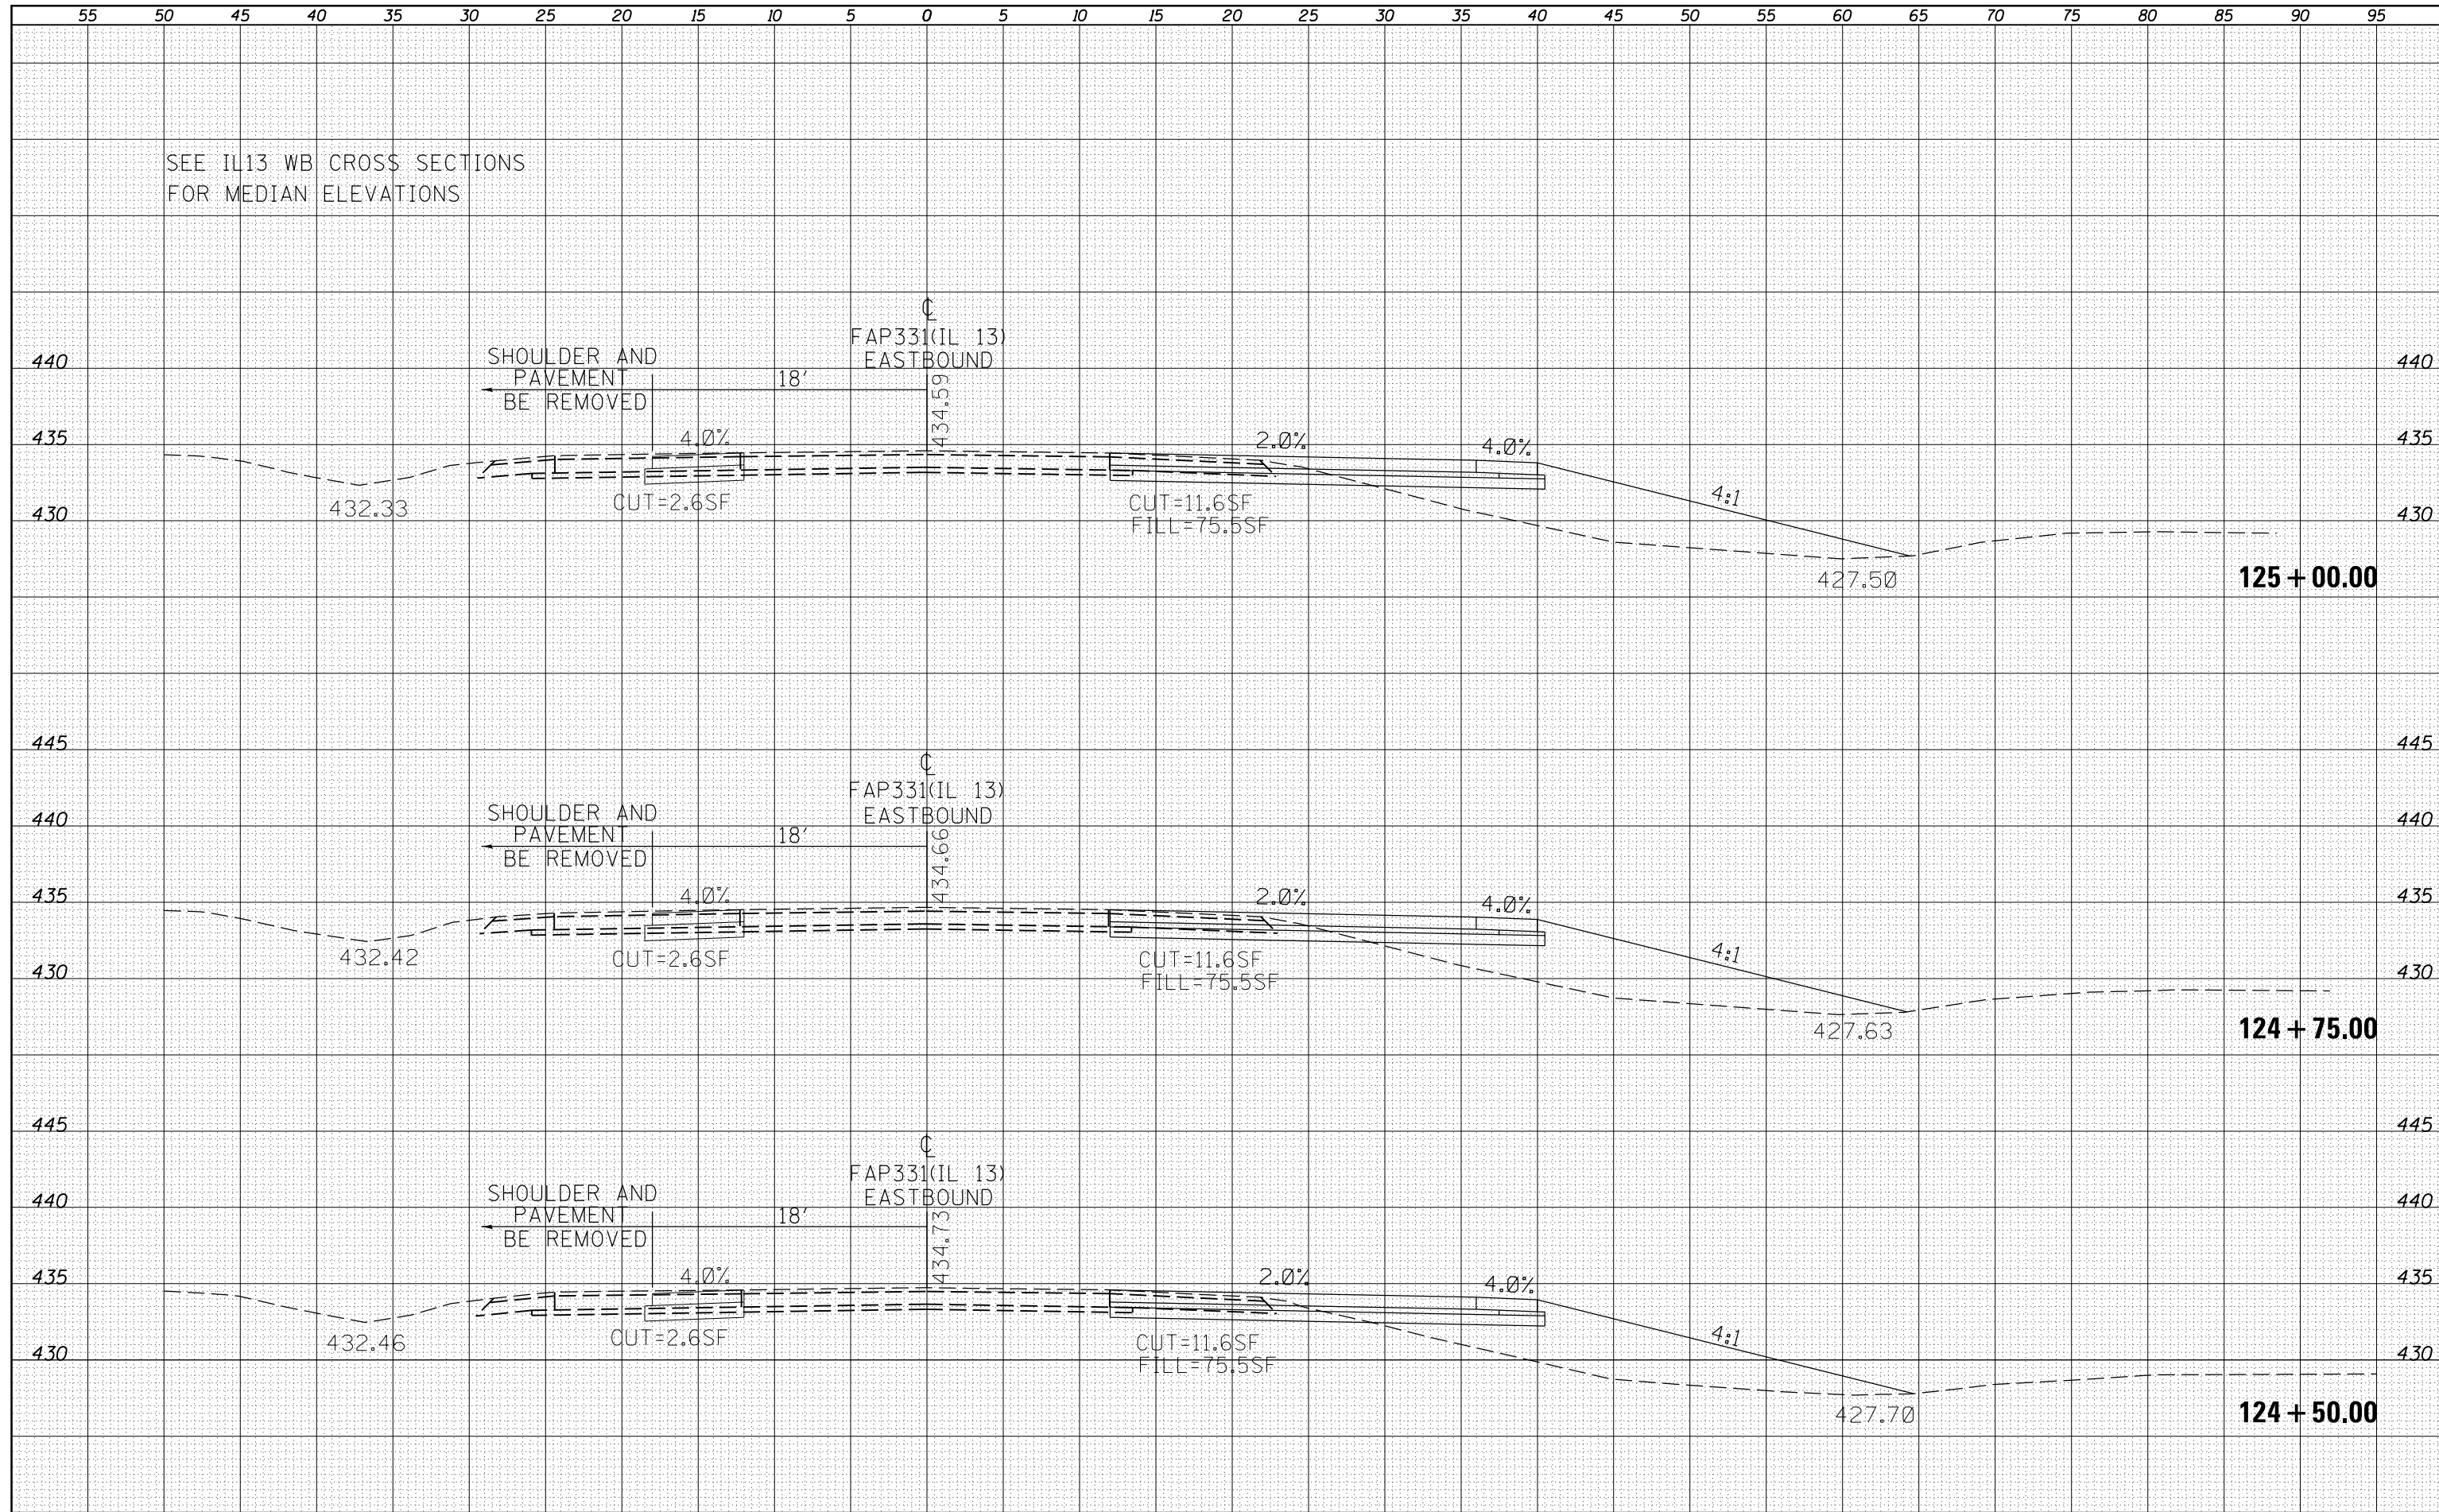 55 50 45 40 35 30 25 20 15 10 5 0 5 10 15 20 25 30 35 40 45 50 55 60 65 70 75 80 85 90 95
SEE IL13 WB CROSS SECTIONS
FOR MEDIAN ELEVATIONS
℄
FAP331(IL 13)
EASTBOUND
434.59
SHOULDER AND
PAVEMENT
BE REMOVED
18'
440 440
435 435
4.0% 2.0% 4.0%
432.33
CUT=2.6SF
CUT=11.6SF
FILL=75.5SF
4:1
430 430
427.50
125+00.00
445 445
℄
FAP331(IL 13)
EASTBOUND
434.66
SHOULDER AND
PAVEMENT
BE REMOVED
18'
440 440
435 435
4.0% 2.0% 4.0%
432.42
CUT=2.6SF
CUT=11.6SF
FILL=75.5SF
4:1
430 430
427.63
124+75.00
445 445
℄
FAP331(IL 13)
EASTBOUND
434.73
SHOULDER AND
PAVEMENT
BE REMOVED
18'
440 440
435 435
4.0% 2.0% 4.0%
432.46
CUT=2.6SF
CUT=11.6SF
FILL=75.5SF
4:1
430 430
427.70
124+50.00